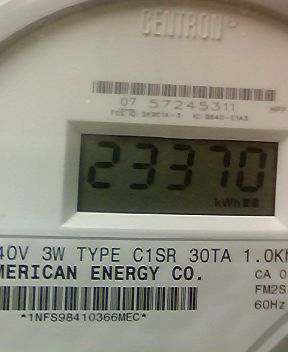 CENTRON
07 57245311
23370
kWh
40V 3W TYPE C1SR 30TA 1.0Kh
MERICAN ENERGY CO.
CA 0
FM2S
60Hz
*1NFS98410366MEC*